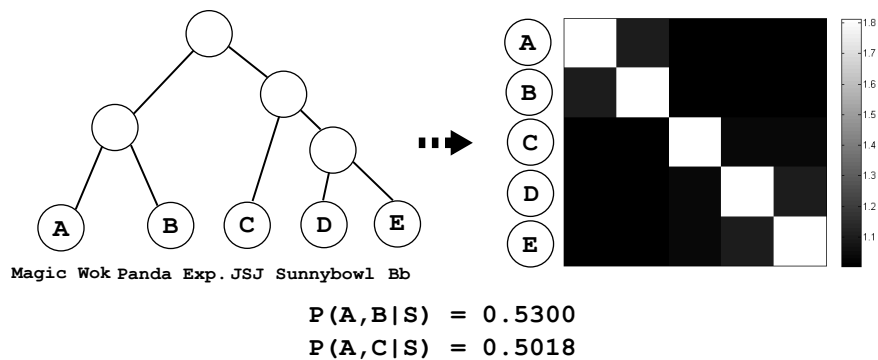 A
B
C
D
E
Magic Wok Panda Exp. JSJ Sunnybowl Bb
A
B
C
D
E
1.8
1.7
1.6
1.5
1.4
1.3
1.2
1.1
P(A,B|S) = 0.5300
P(A,C|S) = 0.5018